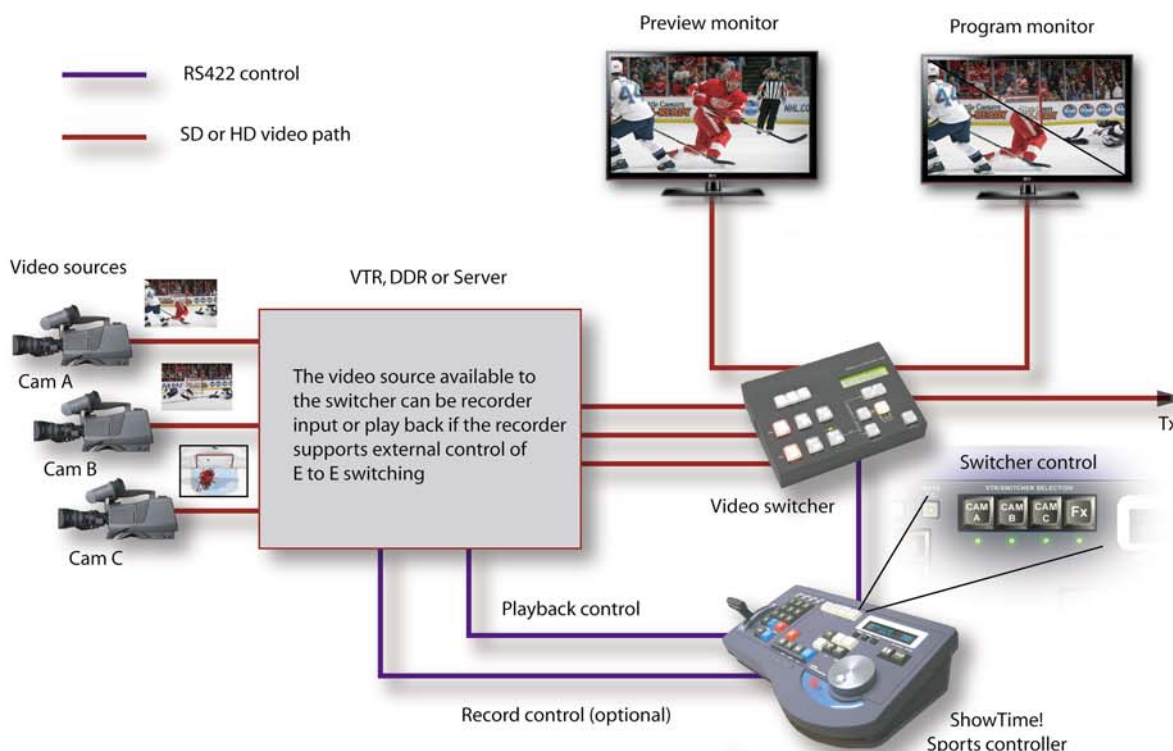 Preview monitor
Program monitor
RS422 control
SD or HD video path
Video sources
VTR, DDR or Server
Cam A
Cam B
Cam C
The video source available to
the switcher can be recorder
input or play back if the recorder
supports external control of
E to E switching
Tx
Video switcher
Switcher control
VTR/SWITCHER SELECTION
CAM A
CAM B
CAM C
Fx
Playback control
Record control (optional)
ShowTime!
Sports controller